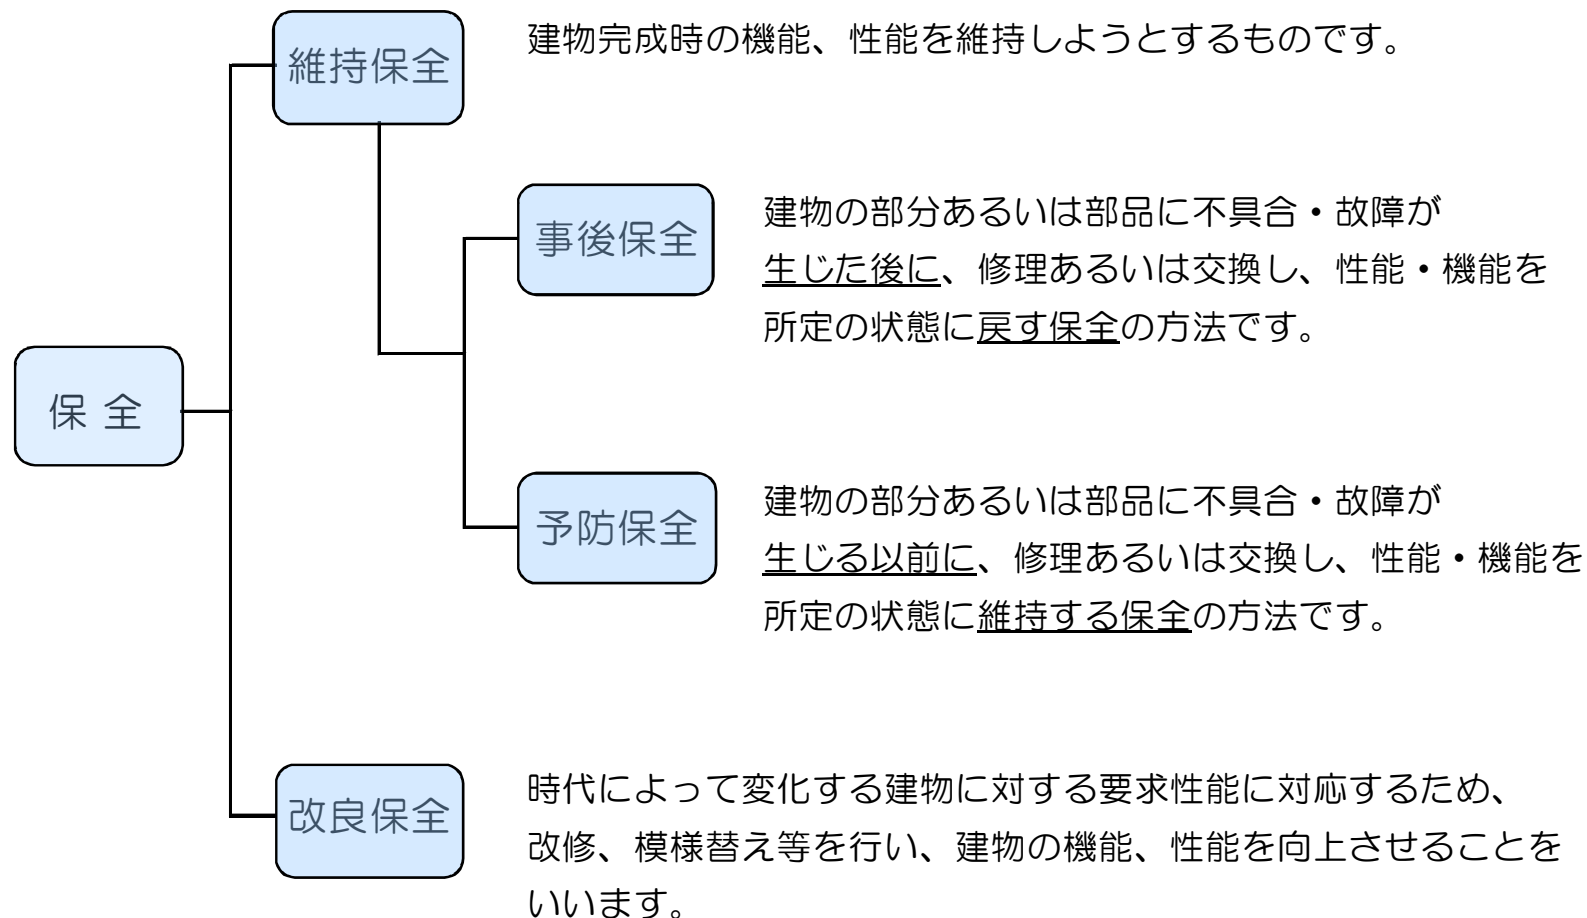 維持保全
建物完成時の機能、性能を維持しようとするものです。
事後保全
建物の部分あるいは部品に不具合・故障が
生じた後に、修理あるいは交換し、性能・機能を
所定の状態に戻す保全の方法です。
保 全
予防保全
建物の部分あるいは部品に不具合・故障が
生じる以前に、修理あるいは交換し、性能・機能を
所定の状態に維持する保全の方法です。
改良保全
時代によって変化する建物に対する要求性能に対応するため、
改修、模様替え等を行い、建物の機能、性能を向上させることを
いいます。